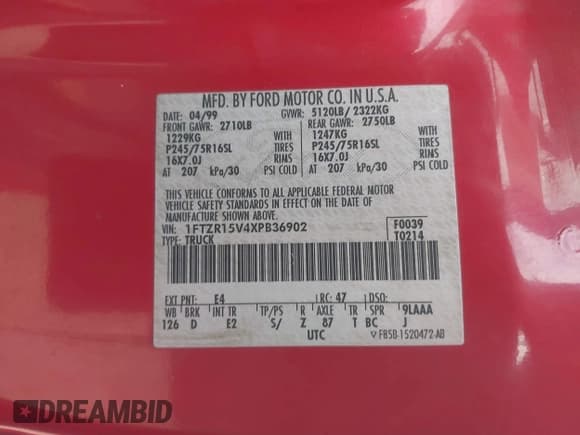 MFD. BY FORD MOTOR CO. IN U.S.A.
DATE: 04/99 GVWR: 5120LB/ 2322KG
FRONT GAWR: 2710LB REAR GAWR: 2750LB
1229KG WITH 1247KG WITH
P245/75R16SL TIRES P245/75R16SL TIRES
16X7.0J RIMS 16X7.0J RIMS
AT 207 kPa/30 PSI COLD AT 207 kPa/30 PSI COLD
THIS VEHICLE CONFORMS TO ALL APPLICABLE FEDERAL MOTOR
VEHICLE SAFETY STANDARDS IN EFFECT ON THE DATE OF
MANUFACTURE SHOWN ABOVE.
VIN: 1FTZR15V4XPB36902 F0039
TYPE: TRUCK T0214
EXT PNT: E4 RC: 47 DSO:
WB BRK INT TR TP/PS R AXLE TR SPR 9LAAA
126 D E2 S/ Z 87 T BC J
UTC F85B-1520472-AB
DREAMBID